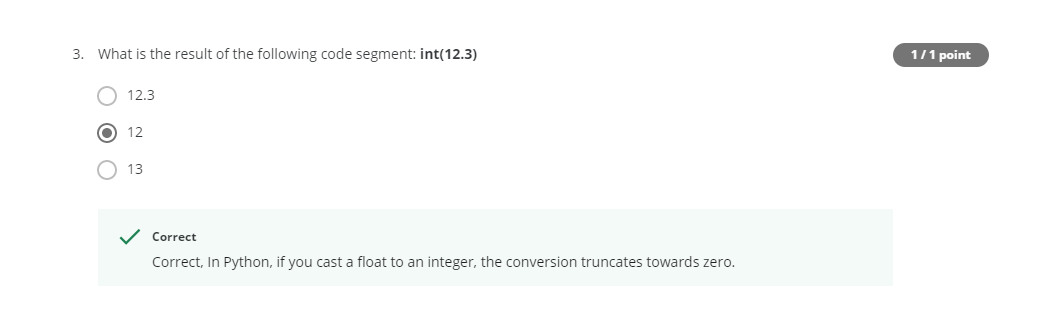 3. What is the result of the following code segment: int(12.3)
1 / 1 point
12.3
12
13
Correct
Correct, In Python, if you cast a float to an integer, the conversion truncates towards zero.